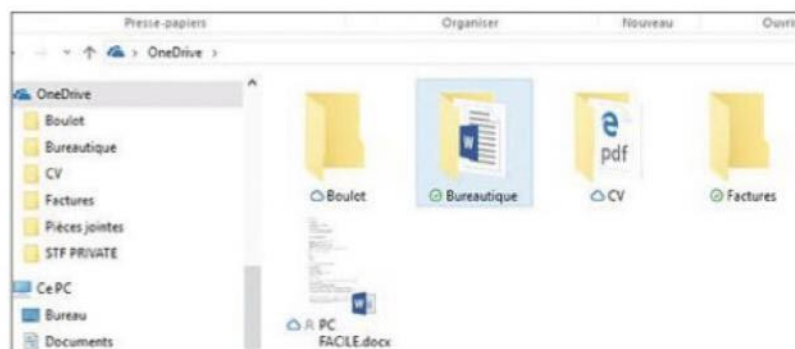 Presse-papiers Organiser Nouveau Ouvri
OneDrive
OneDrive
Boulot
Bureautique
CV
Factures
Pièces jointes
STF PRIVATE
Ce PC
Bureau
Documents
W
e
pdf
Boulot Bureautique CV Factures
W
PC
FACILE.docx